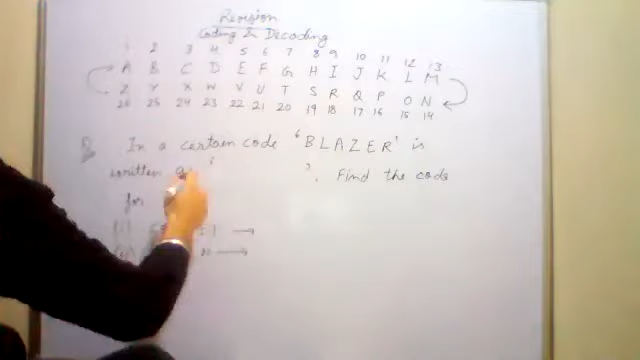 Revision
Coding & Decoding
1 2 3 4 5 6 7 8 9 10 11 12 13
A B C D E F G H I J K L M
Z Y X W V U T S R Q P O N
26 25 24 23 22 21 20 19 18 17 16 15 14
Q. In a certain code 'BLAZER' is
written as ' '. Find the code
for
(i) →
→